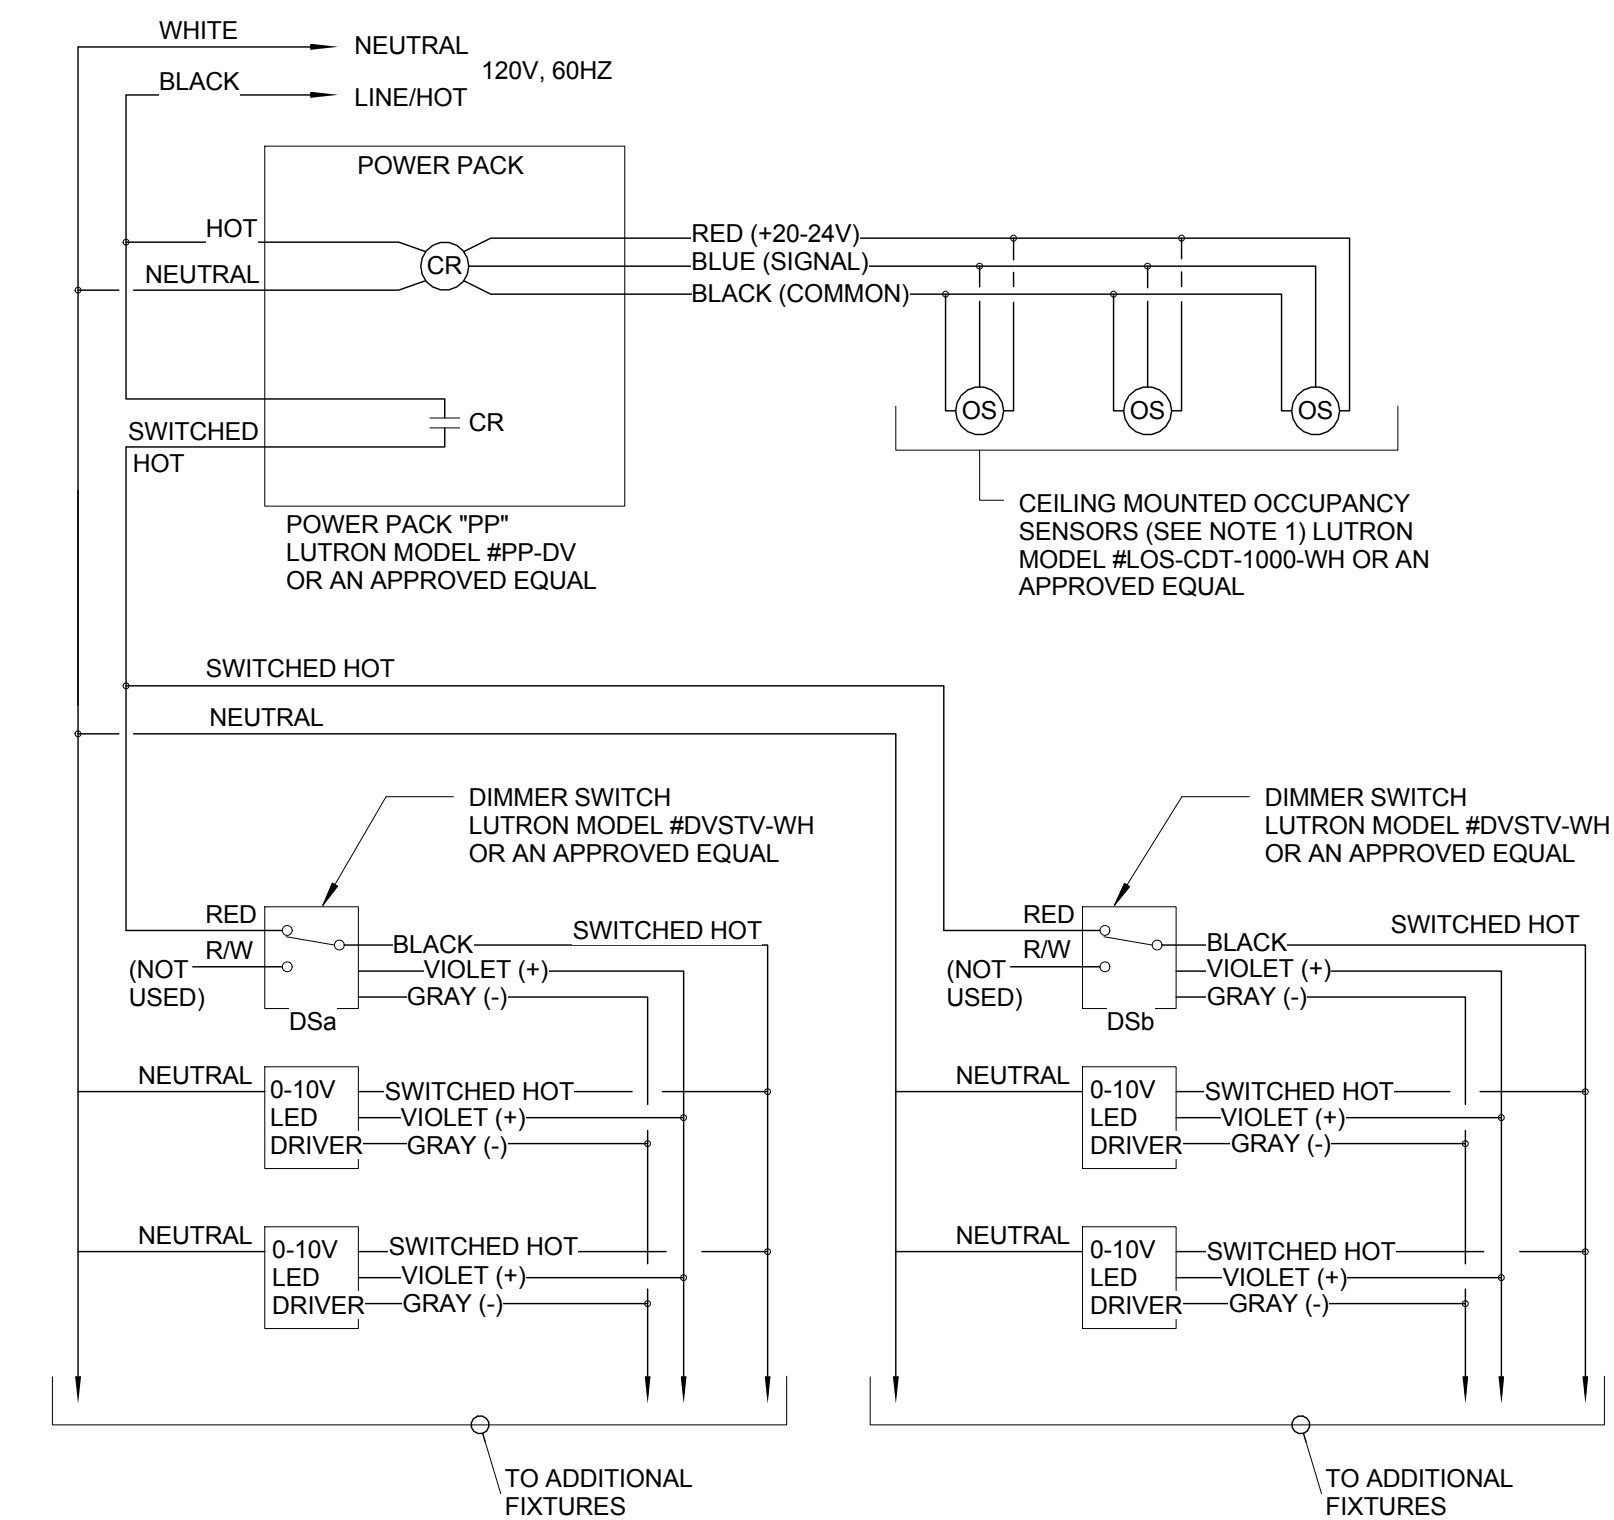 WHITE
NEUTRAL
120V, 60HZ
BLACK
LINE/HOT
POWER PACK
HOT
NEUTRAL
CR
RED (+20-24V)
BLUE (SIGNAL)
BLACK (COMMON)
CR
OS
OS
OS
SWITCHED
HOT
POWER PACK "PP"
LUTRON MODEL #PP-DV
OR AN APPROVED EQUAL
CEILING MOUNTED OCCUPANCY
SENSORS (SEE NOTE 1) LUTRON
MODEL #LOS-CDT-1000-WH OR AN
APPROVED EQUAL
SWITCHED HOT
NEUTRAL
DIMMER SWITCH
LUTRON MODEL #DVSTV-WH
OR AN APPROVED EQUAL
RED
R/W
(NOT
USED)
BLACK
VIOLET (+)
GRAY (-)
SWITCHED HOT
DSa
NEUTRAL
0-10V
LED
DRIVER
SWITCHED HOT
VIOLET (+)
GRAY (-)
NEUTRAL
0-10V
LED
DRIVER
SWITCHED HOT
VIOLET (+)
GRAY (-)
TO ADDITIONAL
FIXTURES
DIMMER SWITCH
LUTRON MODEL #DVSTV-WH
OR AN APPROVED EQUAL
RED
R/W
(NOT
USED)
BLACK
VIOLET (+)
GRAY (-)
SWITCHED HOT
DSb
NEUTRAL
0-10V
LED
DRIVER
SWITCHED HOT
VIOLET (+)
GRAY (-)
NEUTRAL
0-10V
LED
DRIVER
SWITCHED HOT
VIOLET (+)
GRAY (-)
TO ADDITIONAL
FIXTURES